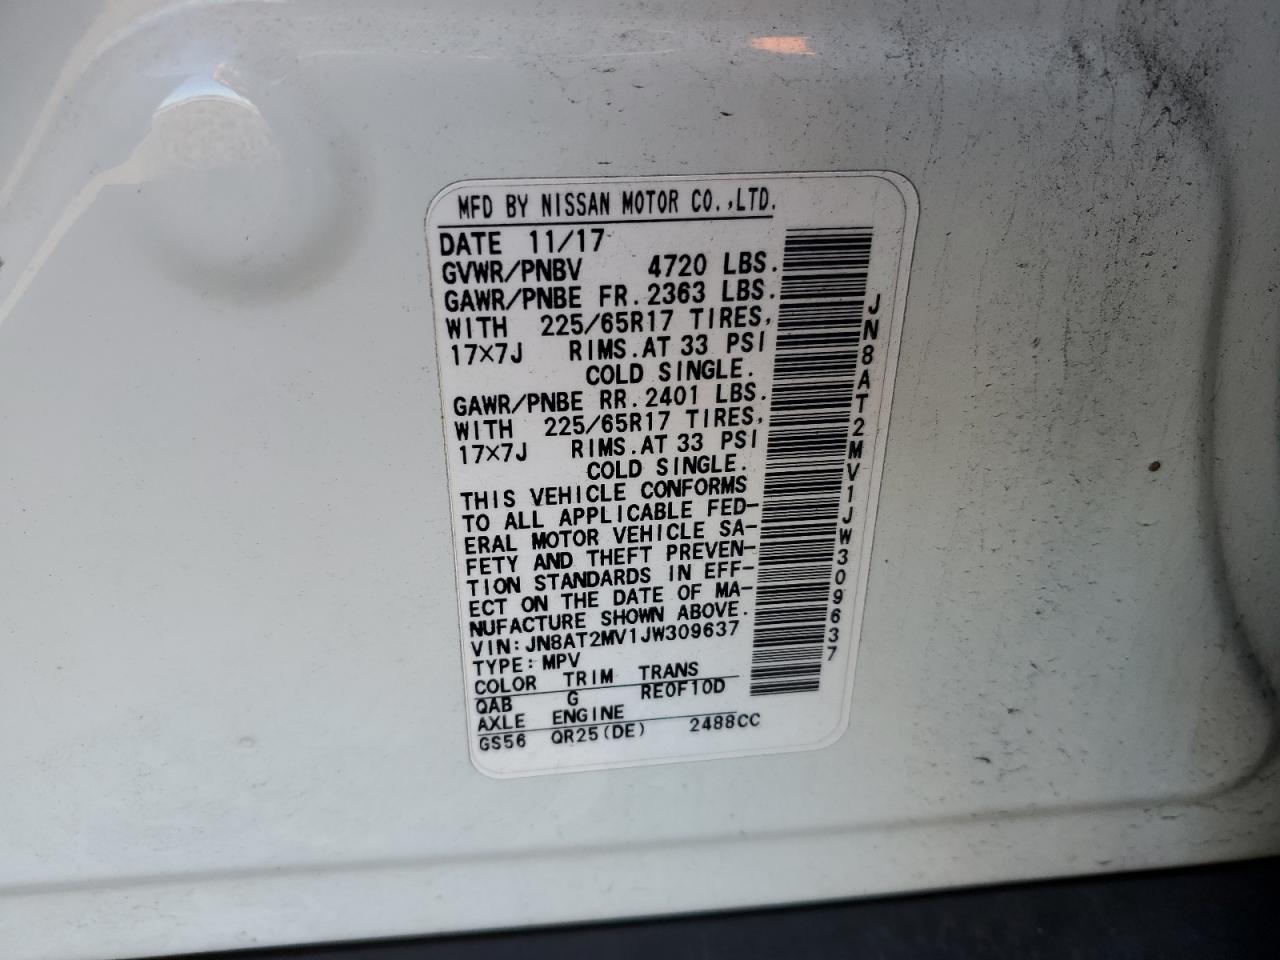 MFD BY NISSAN MOTOR CO.,LTD.
DATE 11/17
GVWR/PNBV 4720 LBS.
GAWR/PNBE FR.2363 LBS.
WITH 225/65R17 TIRES,
17×7J RIMS.AT 33 PSI
COLD SINGLE.
GAWR/PNBE RR.2401 LBS.
WITH 225/65R17 TIRES,
17×7J RIMS.AT 33 PSI
COLD SINGLE.
THIS VEHICLE CONFORMS
TO ALL APPLICABLE FED-
ERAL MOTOR VEHICLE SA-
FETY AND THEFT PREVEN-
TION STANDARDS IN EFF-
ECT ON THE DATE OF MA-
NUFACTURE SHOWN ABOVE.
VIN:JN8AT2MV1JW309637
TYPE:MPV
COLOR TRIM TRANS
QAB G RE0F10D
AXLE ENGINE
GS56 QR25(DE) 2488CC
JN8AT2MV1JW309637